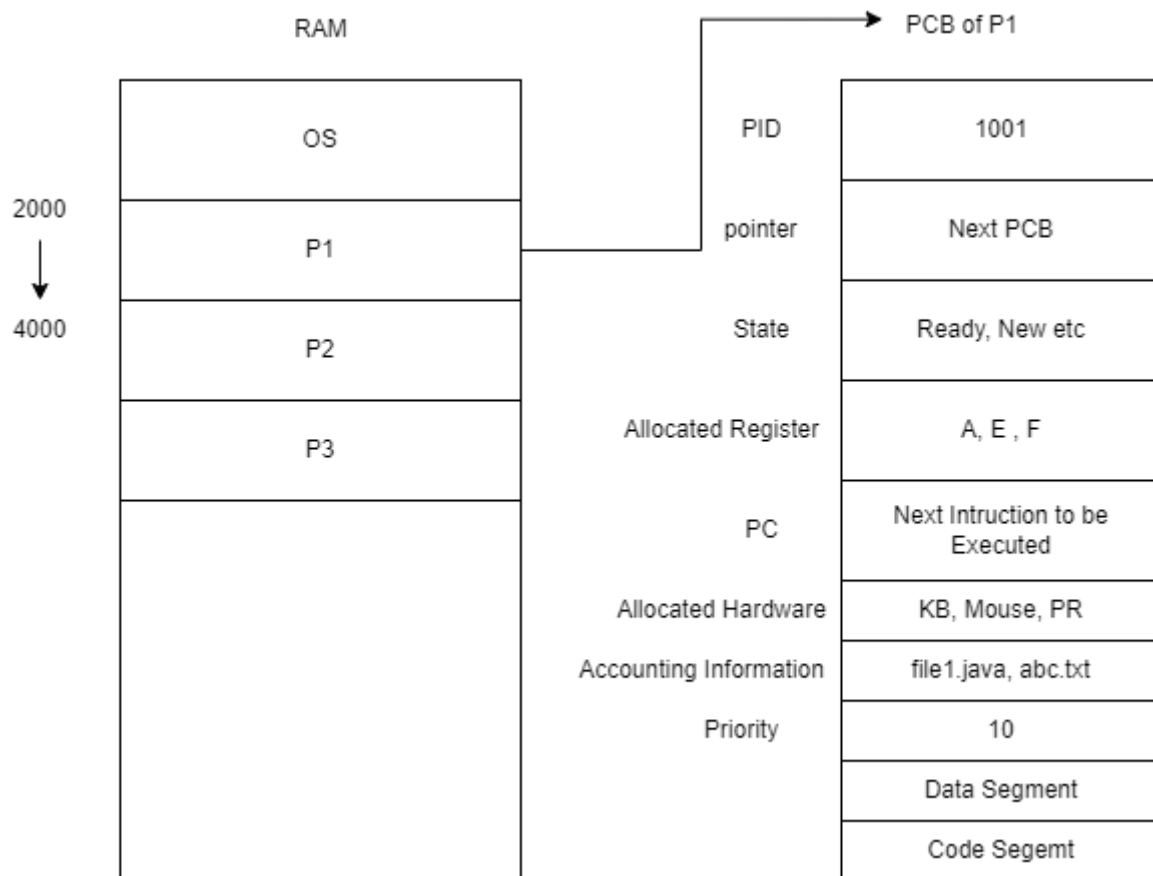 RAM
PCB of P1
OS
PID
1001
2000
P1
pointer
Next PCB
4000
P2
State
Ready, New etc
P3
Allocated Register
A, E , F
PC
Next Intruction to be
Executed
Allocated Hardware
KB, Mouse, PR
Accounting Information
file1.java, abc.txt
Priority
10
Data Segment
Code Segemt